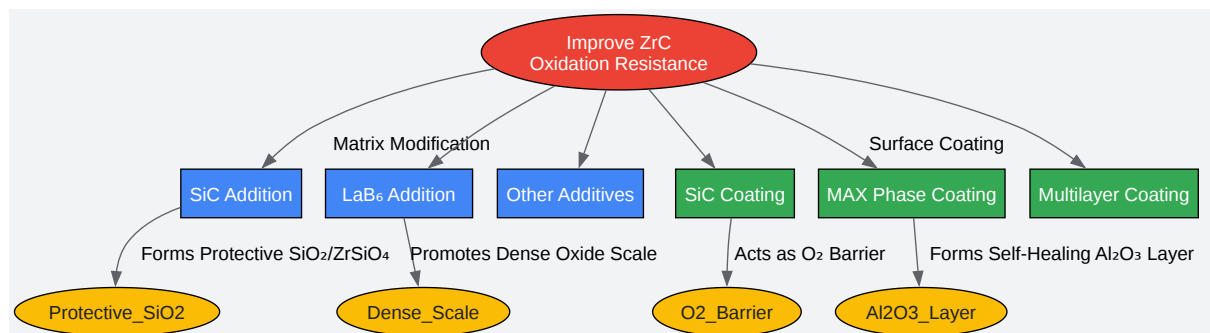 Improve ZrC
Oxidation Resistance
Matrix Modification
Surface Coating
SiC Addition
LaB₆ Addition
Other Additives
SiC Coating
MAX Phase Coating
Multilayer Coating
Forms Protective SiO₂/ZrSiO₄
Promotes Dense Oxide Scale
Acts as O₂ Barrier
Forms Self-Healing Al₂O₃ Layer
Protective_SiO2
Dense_Scale
O2_Barrier
Al2O3_Layer